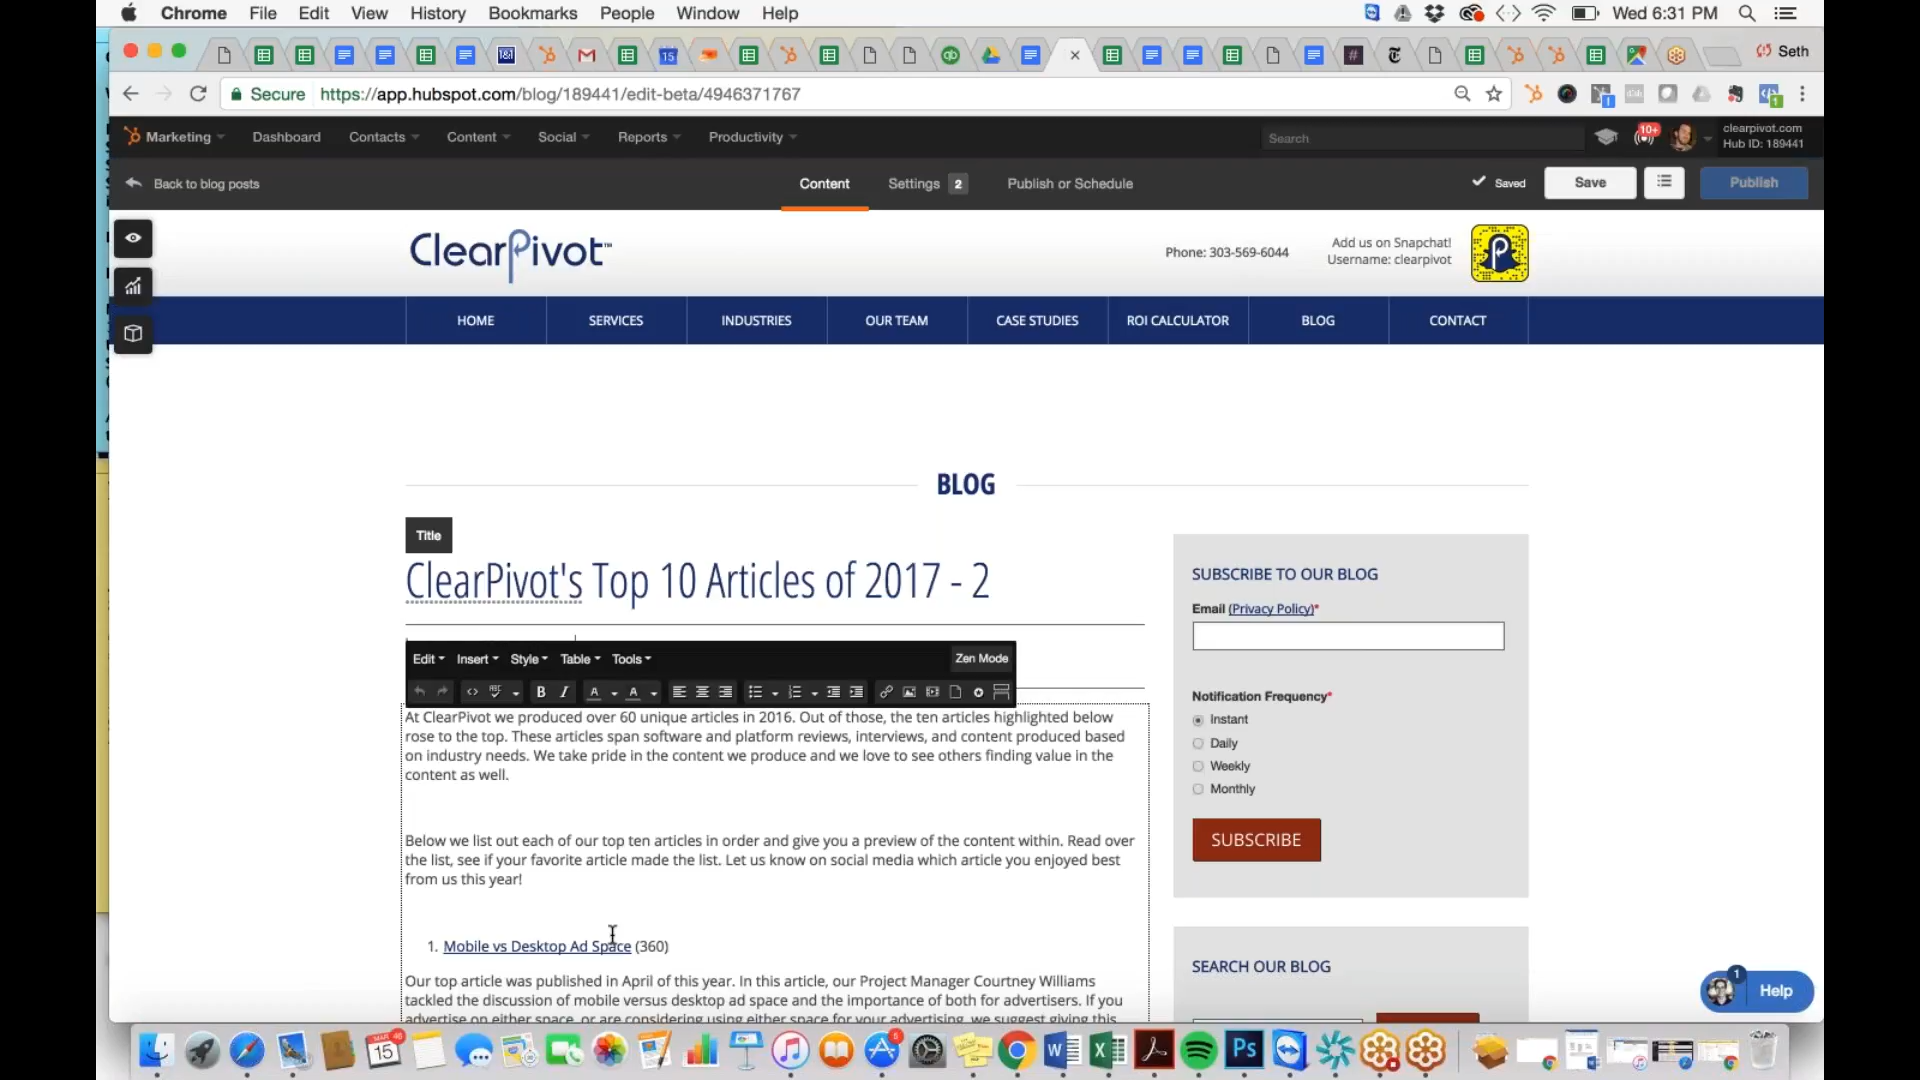 Chrome File Edit View History Bookmarks People Window Help Wed 6:31 PM
Seth
Secure https://app.hubspot.com/blog/189441/edit-beta/4946371767
Marketing Dashboard Contacts Content Social Reports Productivity Search 10+ clearpivot.com
Hub ID: 189441
Back to blog posts Content Settings 2 Publish or Schedule Saved Save Publish
ClearPivot™
Phone: 303-569-6044
Add us on Snapchat!
Username: clearpivot
HOME SERVICES INDUSTRIES OUR TEAM CASE STUDIES ROI CALCULATOR BLOG CONTACT
BLOG
Title
ClearPivot's Top 10 Articles of 2017 - 2
Edit Insert Style Table Tools Zen Mode
At ClearPivot we produced over 60 unique articles in 2016. Out of those, the ten articles highlighted below
rose to the top. These articles span software and platform reviews, interviews, and content produced based
on industry needs. We take pride in the content we produce and we love to see others finding value in the
content as well.
Below we list out each of our top ten articles in order and give you a preview of the content within. Read over
the list, see if your favorite article made the list. Let us know on social media which article you enjoyed best
from us this year!
1. Mobile vs Desktop Ad Space (360)
Our top article was published in April of this year. In this article, our Project Manager Courtney Williams
tackled the discussion of mobile versus desktop ad space and the importance of both for advertisers. If you
advertise on either space, or are considering using either space for your advertising, we suggest giving this
SUBSCRIBE TO OUR BLOG
Email (Privacy Policy)*
Notification Frequency*
Instant
Daily
Weekly
Monthly
SUBSCRIBE
SEARCH OUR BLOG
1
Help